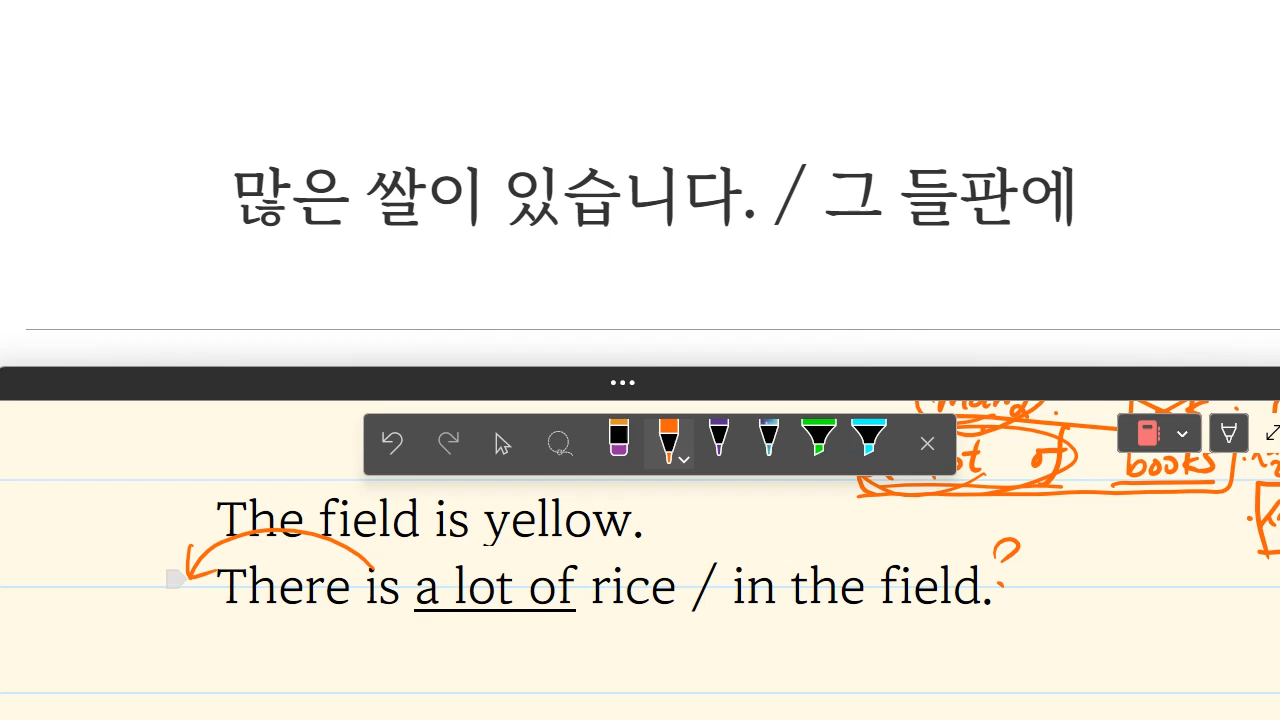 많은 쌀이 있습니다. / 그 들판에
of
books
The field is yellow.
There is a lot of rice / in the field.?